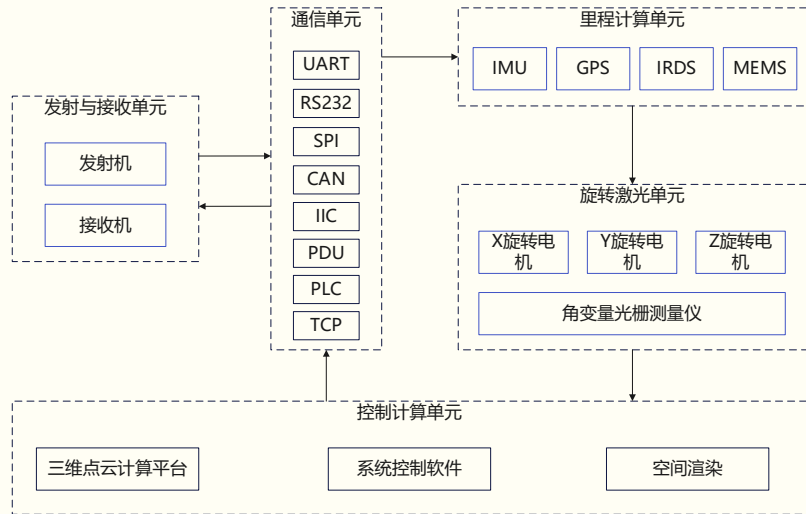 通信单元
UART
RS232
SPI
CAN
IIC
PDU
PLC
TCP
里程计算单元
IMU GPS IRDS MEMS
发射与接收单元
发射机
接收机
旋转激光单元
X旋转电
机
Y旋转电
机
Z旋转电
机
角变量光栅测量仪
控制计算单元
三维点云计算平台 系统控制软件 空间渲染